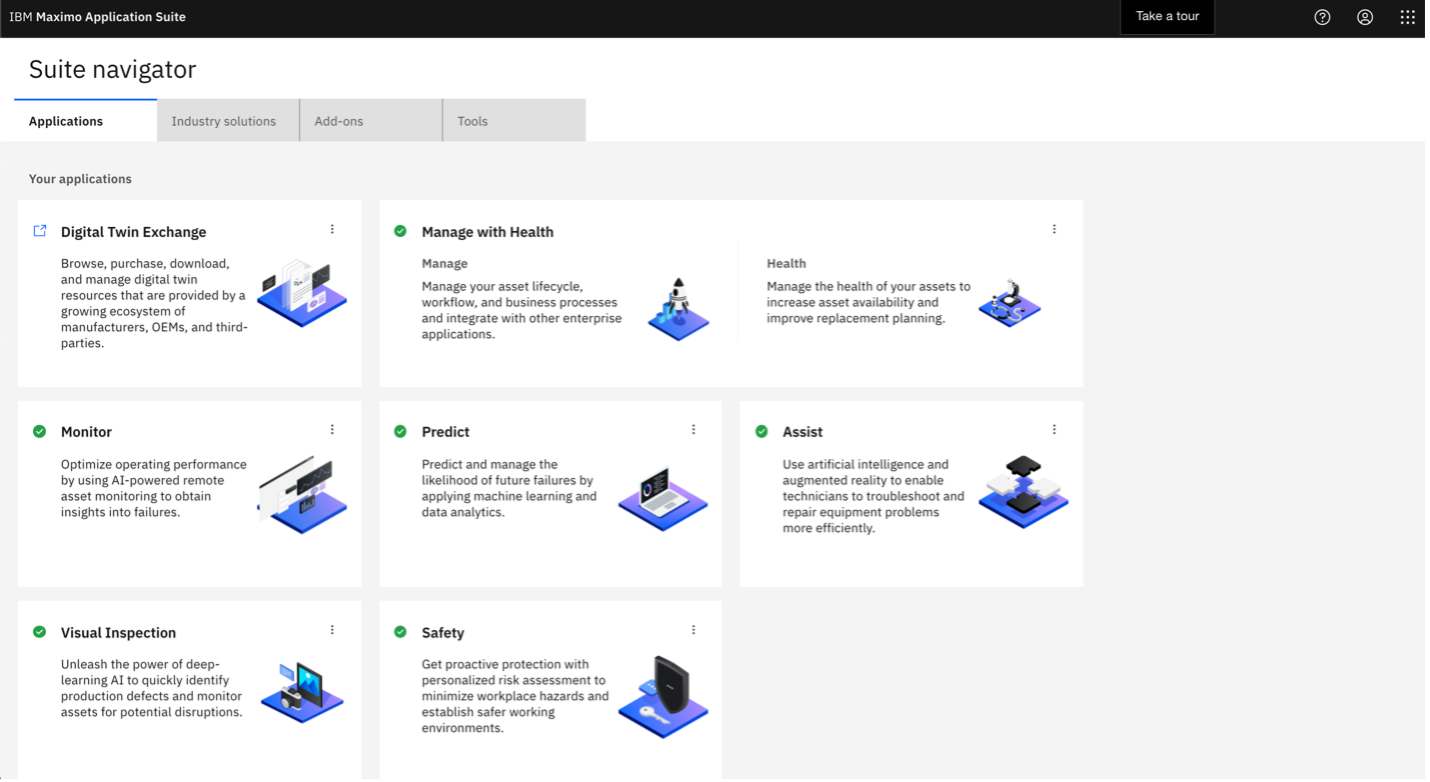 IBM Maximo Application Suite
Take a tour
Suite navigator
Applications
Industry solutions
Add-ons
Tools
Your applications
Digital Twin Exchange
Browse, purchase, download,
and manage digital twin
resources that are provided by a
growing ecosystem of
manufacturers, OEMs, and third-
parties.
Manage with Health
Manage
Manage your asset lifecycle,
workflow, and business processes
and integrate with other enterprise
applications.
Health
Manage the health of your assets to
increase asset availability and
improve replacement planning.
Monitor
Optimize operating performance
by using AI-powered remote
asset monitoring to obtain
insights into failures.
Predict
Predict and manage the
likelihood of future failures by
applying machine learning and
data analytics.
Assist
Use artificial intelligence and
augmented reality to enable
technicians to troubleshoot and
repair equipment problems
more efficiently.
Visual Inspection
Unleash the power of deep-
learning AI to quickly identify
production defects and monitor
assets for potential disruptions.
Safety
Get proactive protection with
personalized risk assessment to
minimize workplace hazards and
establish safer working
environments.